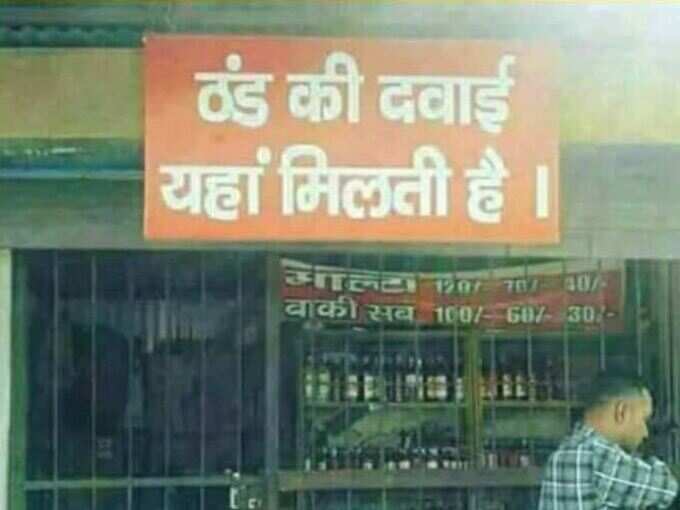 ठंड की दवाई
यहां मिलती है ।
माल्टा 120/- 70/- 40/-
बाकी सब 100/- 60/- 30/-